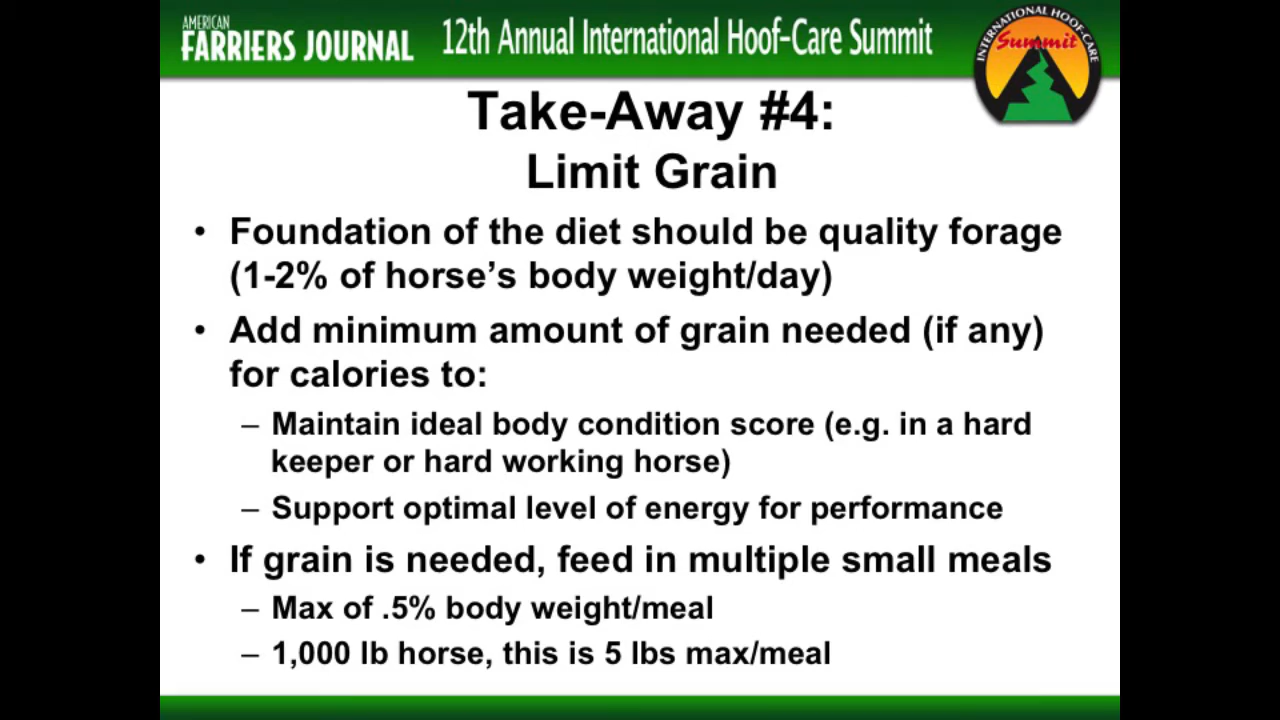 AMERICAN
FARRIERS JOURNAL
12th Annual International Hoof-Care Summit
INTERNATIONAL HOOF-CARE
Summit
Take-Away #4:
Limit Grain
• Foundation of the diet should be quality forage
(1-2% of horse’s body weight/day)
• Add minimum amount of grain needed (if any)
for calories to:
– Maintain ideal body condition score (e.g. in a hard
keeper or hard working horse)
– Support optimal level of energy for performance
• If grain is needed, feed in multiple small meals
– Max of .5% body weight/meal
– 1,000 lb horse, this is 5 lbs max/meal